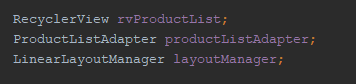 RecyclerView rvProductList;
ProductListAdapter productListAdapter;
LinearLayoutManager layoutManager;